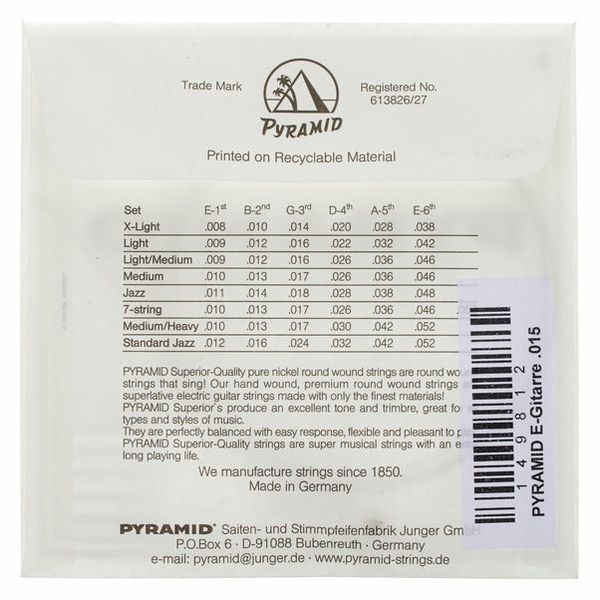 Trade Mark
Registered No.
613826/27
PYRAMID
Printed on Recyclable Material
Set E-1st B-2nd G-3rd D-4th A-5th E-6th
X-Light .008 .010 .014 .020 .028 .038
Light .009 .012 .016 .022 .032 .042
Light/Medium .009 .012 .016 .026 .036 .046
Medium .010 .013 .017 .026 .036 .046
Jazz .011 .014 .018 .028 .038 .048
7-string .010 .013 .017 .026 .036 .046
Medium/Heavy .010 .013 .017 .030 .042 .052
Standard Jazz .012 .016 .024 .032 .042 .052
PYRAMID Superior-Quality pure nickel round wound strings are round wou
strings that sing! Our hand wound, premium round wound strings
superlative electric guitar strings made with only the finest materials!
PYRAMID Superior's produce an excellent tone and trimbre, great fo
types and styles of music.
They are perfectly balanced with easy response, flexible and pleasant to p
PYRAMID Superior-Quality strings are super musical strings with an e
long playing life.
We manufacture strings since 1850.
Made in Germany
PYRAMID® Saiten- und Stimmpfeifenfabrik Junger GmbH
P.O.Box 6 · D-91088 Bubenreuth · Germany
e-mail: pyramid@junger.de · www.pyramid-strings.de
149812
PYRAMID E-Gitarre .015